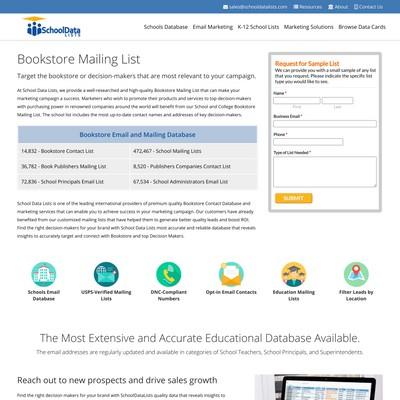 sales@schooldatalists.com Resources About Contact Us
SchoolData
LISTS
Schools Database Email Marketing K-12 School Lists Marketing Solutions Browse Data Cards
Bookstore Mailing List
Target the bookstore or decision-makers that are most relevant to your campaign.
At School Data Lists, we provide a well-researched and high-quality Bookstore Mailing List that can make your
marketing campaign a success. Marketers who wish to promote their products and services to top decision-makers
with purchasing power in renowned companies around the world will benefit from our School and College Bookstore
Mailing List. The school list includes the most up-to-date contact names and addresses of key decision-makers.
Bookstore Email and Mailing Database
14,832 - Bookstore Contact List 472,467 - School Mailing Lists
36,782 - Book Publishers Mailing List 8,520 - Publishers Companies Contact List
72,836 - School Principals Email List 67,534 - School Administrators Email List
School Data Lists is one of the leading international providers of premium quality Bookstore Contact Database and
marketing services that can enable you to achieve success in your marketing campaign. Our customers have already
benefited from our customized mailing lists that have helped them to generate better quality leads and boost ROI.
Find the right decision-makers for your brand with School Data Lists most accurate and reliable database that reveals
insights to accurately target and connect with Bookstore and top Decision Makers.
Request for Sample List
We can provide you with a small sample of any list
that you request, Please indicate the specific list
type you would like to see.
Name *
First Last
Business Email *
Phone *
Type of List Needed *
SUBMIT
Schools Email
Database
USPS-Verified Mailing
Lists
DNC-Compliant
Numbers
Opt-in Email Contacts
Education Mailing
Lists
Filter Leads by
Location
The Most Extensive and Accurate Educational Database Available.
The email addresses are regularly updated and available in categories of School Teachers, School Principals, and Superintendents.
Reach out to new prospects and drive sales growth
Find the right decision makers for your brand with SchoolDataLists quality data that reveals insights to